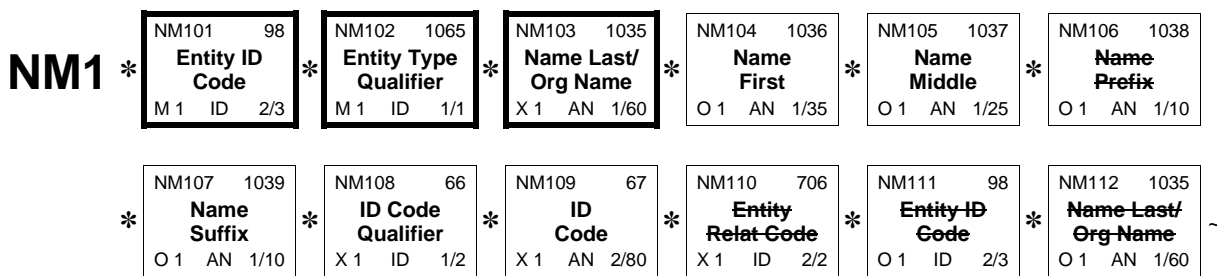 NM1 * NM101 98 Entity ID Code M 1 ID 2/3 * NM102 1065 Entity Type Qualifier M 1 ID 1/1 * NM103 1035 Name Last/ Org Name X 1 AN 1/60 * NM104 1036 Name First O 1 AN 1/35 * NM105 1037 Name Middle O 1 AN 1/25 * NM106 1038 Name Prefix O 1 AN 1/10
* NM107 1039 Name Suffix O 1 AN 1/10 * NM108 66 ID Code Qualifier X 1 ID 1/2 * NM109 67 ID Code X 1 AN 2/80 * NM110 706 Entity Relat Code X 1 ID 2/2 * NM111 98 Entity ID Code O 1 ID 2/3 * NM112 1035 Name Last/ Org Name O 1 AN 1/60 ~